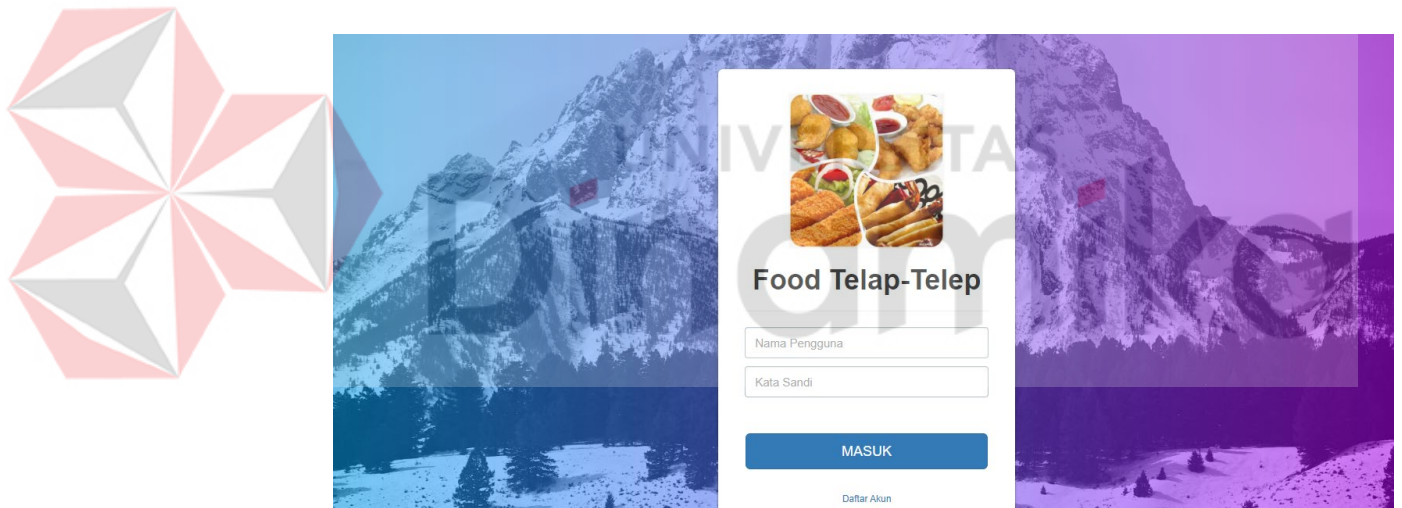 UNIVERSITAS
Dinamika
Food Telap-Telep
Nama Pengguna
Kata Sandi
MASUK
Daftar Akun